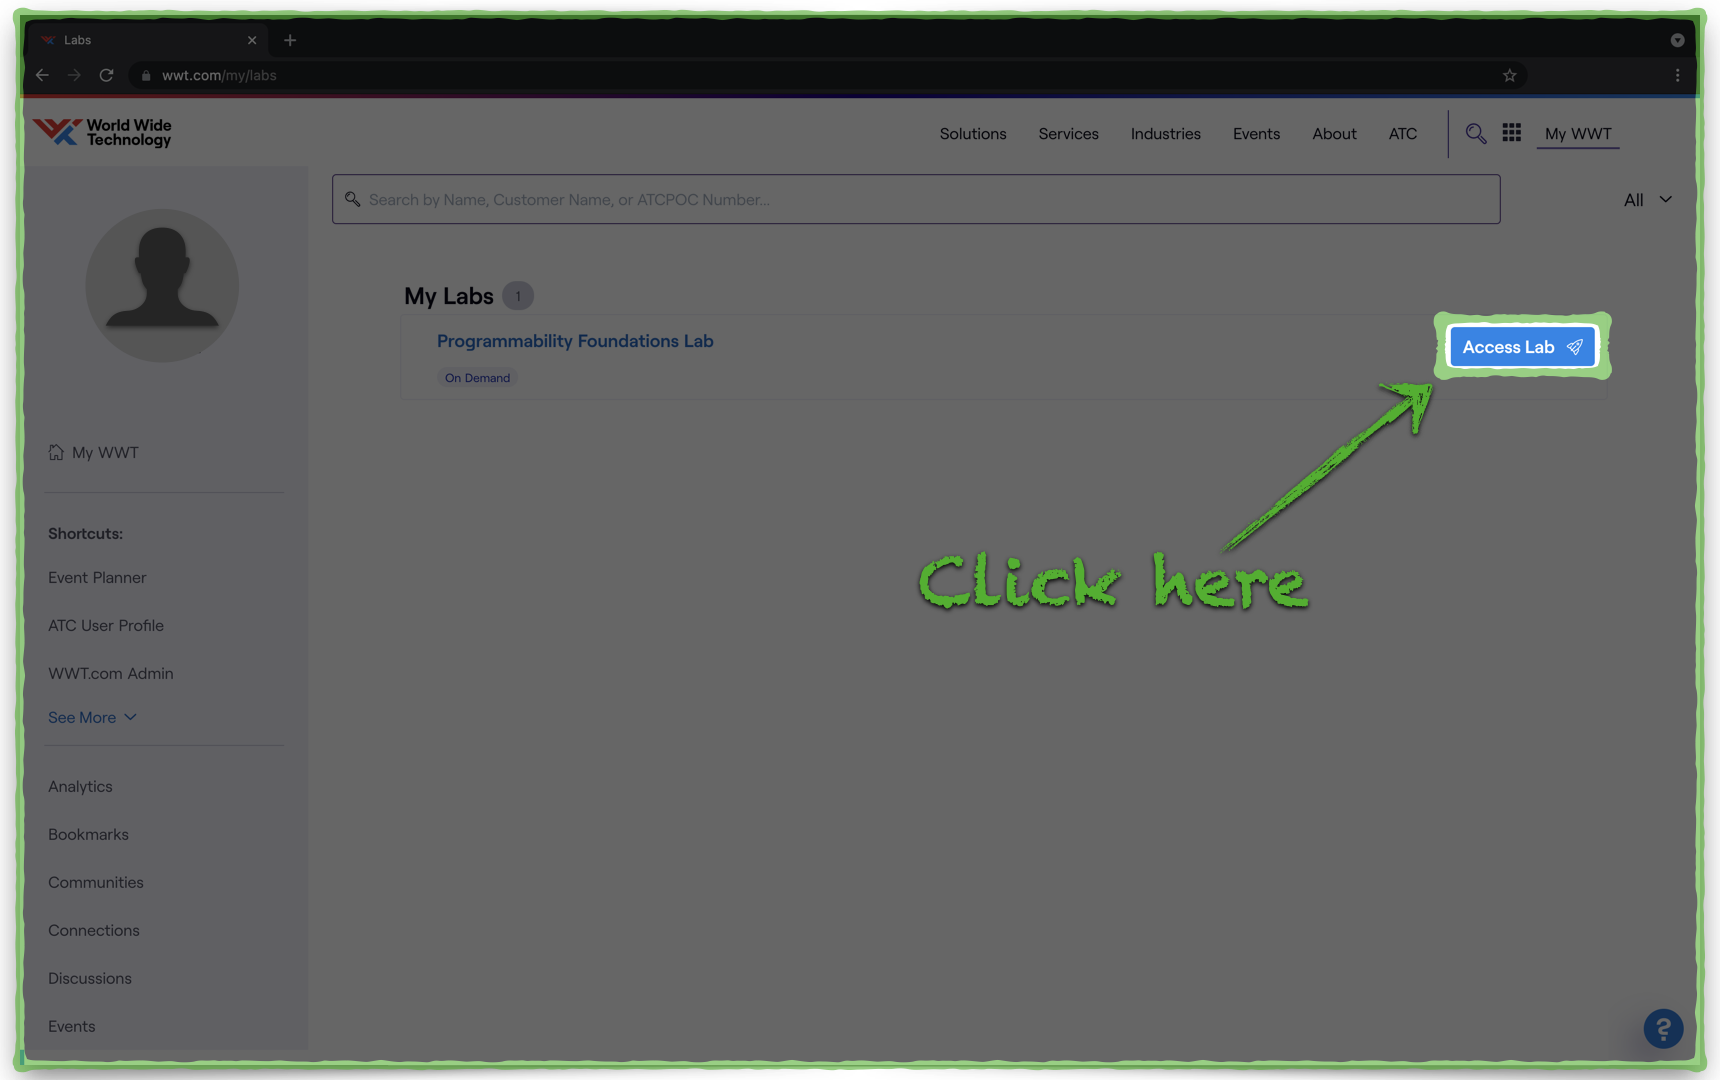 Labs
wwt.com/my/labs
World Wide
Technology
Solutions
Services
Industries
Events
About
ATC
My WWT
Search by Name, Customer Name, or ATCPOC Number...
All
My Labs 1
Programmability Foundations Lab
On Demand
Access Lab
Click here
My WWT
Shortcuts:
Event Planner
ATC User Profile
WWT.com Admin
See More
Analytics
Bookmarks
Communities
Connections
Discussions
Events
?